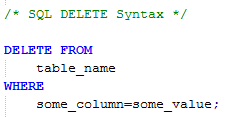 /* SQL DELETE Syntax */
DELETE FROM
table_name
WHERE
some_column=some_value;